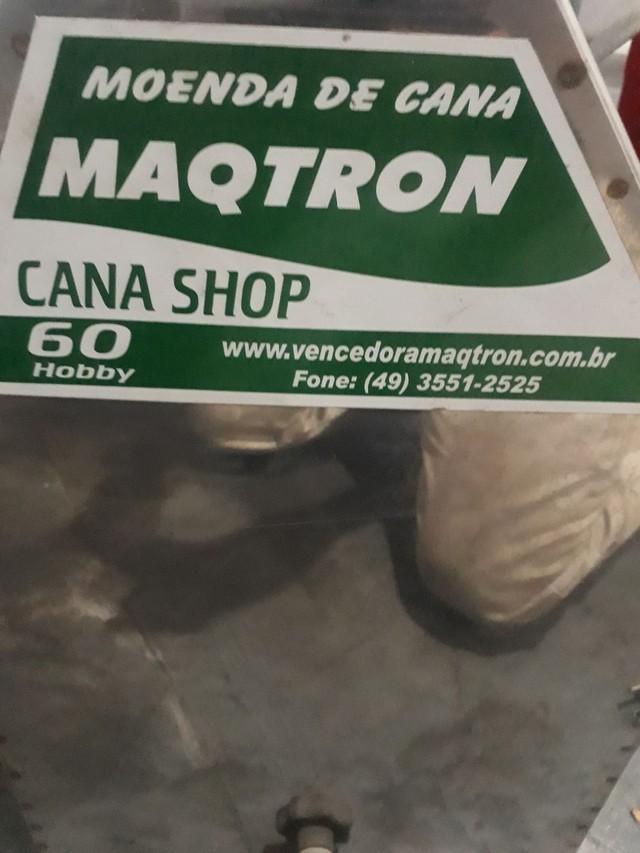 MOENDA DE CANA
MAQTRON
CANA SHOP
60
Hobby
www.vencedoramaqtron.com.br
Fone: (49) 3551-2525